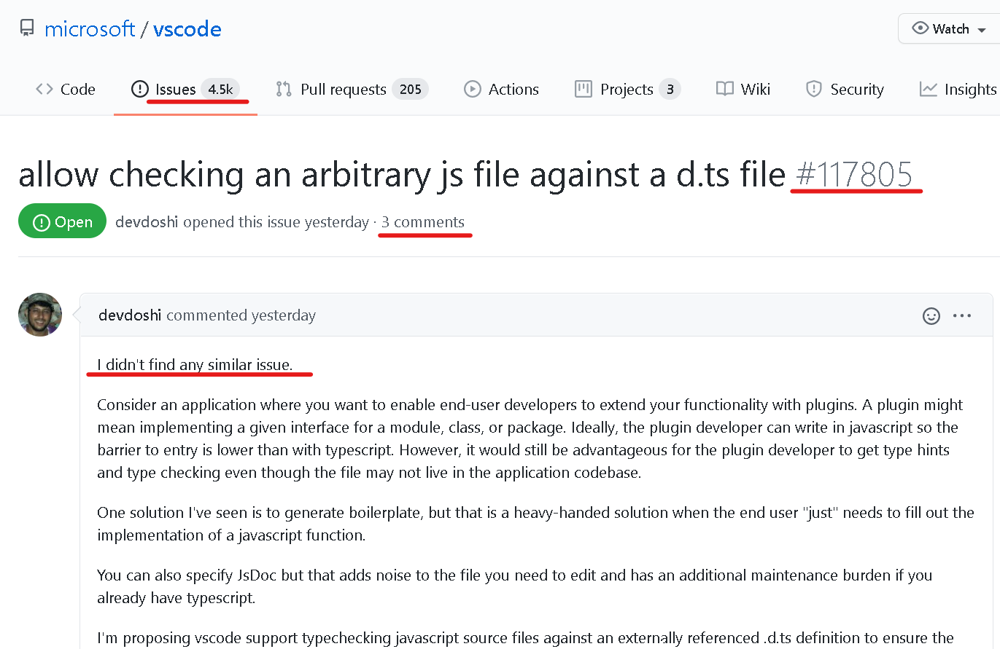 microsoft / vscode
Watch
Code
Issues 4.5k
Pull requests 205
Actions
Projects 3
Wiki
Security
Insights
allow checking an arbitrary js file against a d.ts file #117805
Open
devdoshi opened this issue yesterday · 3 comments
devdoshi commented yesterday
I didn't find any similar issue.
Consider an application where you want to enable end-user developers to extend your functionality with plugins. A plugin might
mean implementing a given interface for a module, class, or package. Ideally, the plugin developer can write in javascript so the
barrier to entry is lower than with typescript. However, it would still be advantageous for the plugin developer to get type hints
and type checking even though the file may not live in the application codebase.
One solution I've seen is to generate boilerplate, but that is a heavy-handed solution when the end user "just" needs to fill out the
implementation of a javascript function.
You can also specify JsDoc but that adds noise to the file you need to edit and has an additional maintenance burden if you
already have typescript.
I'm proposing vscode support typechecking javascript source files against an externally referenced .d.ts definition to ensure the